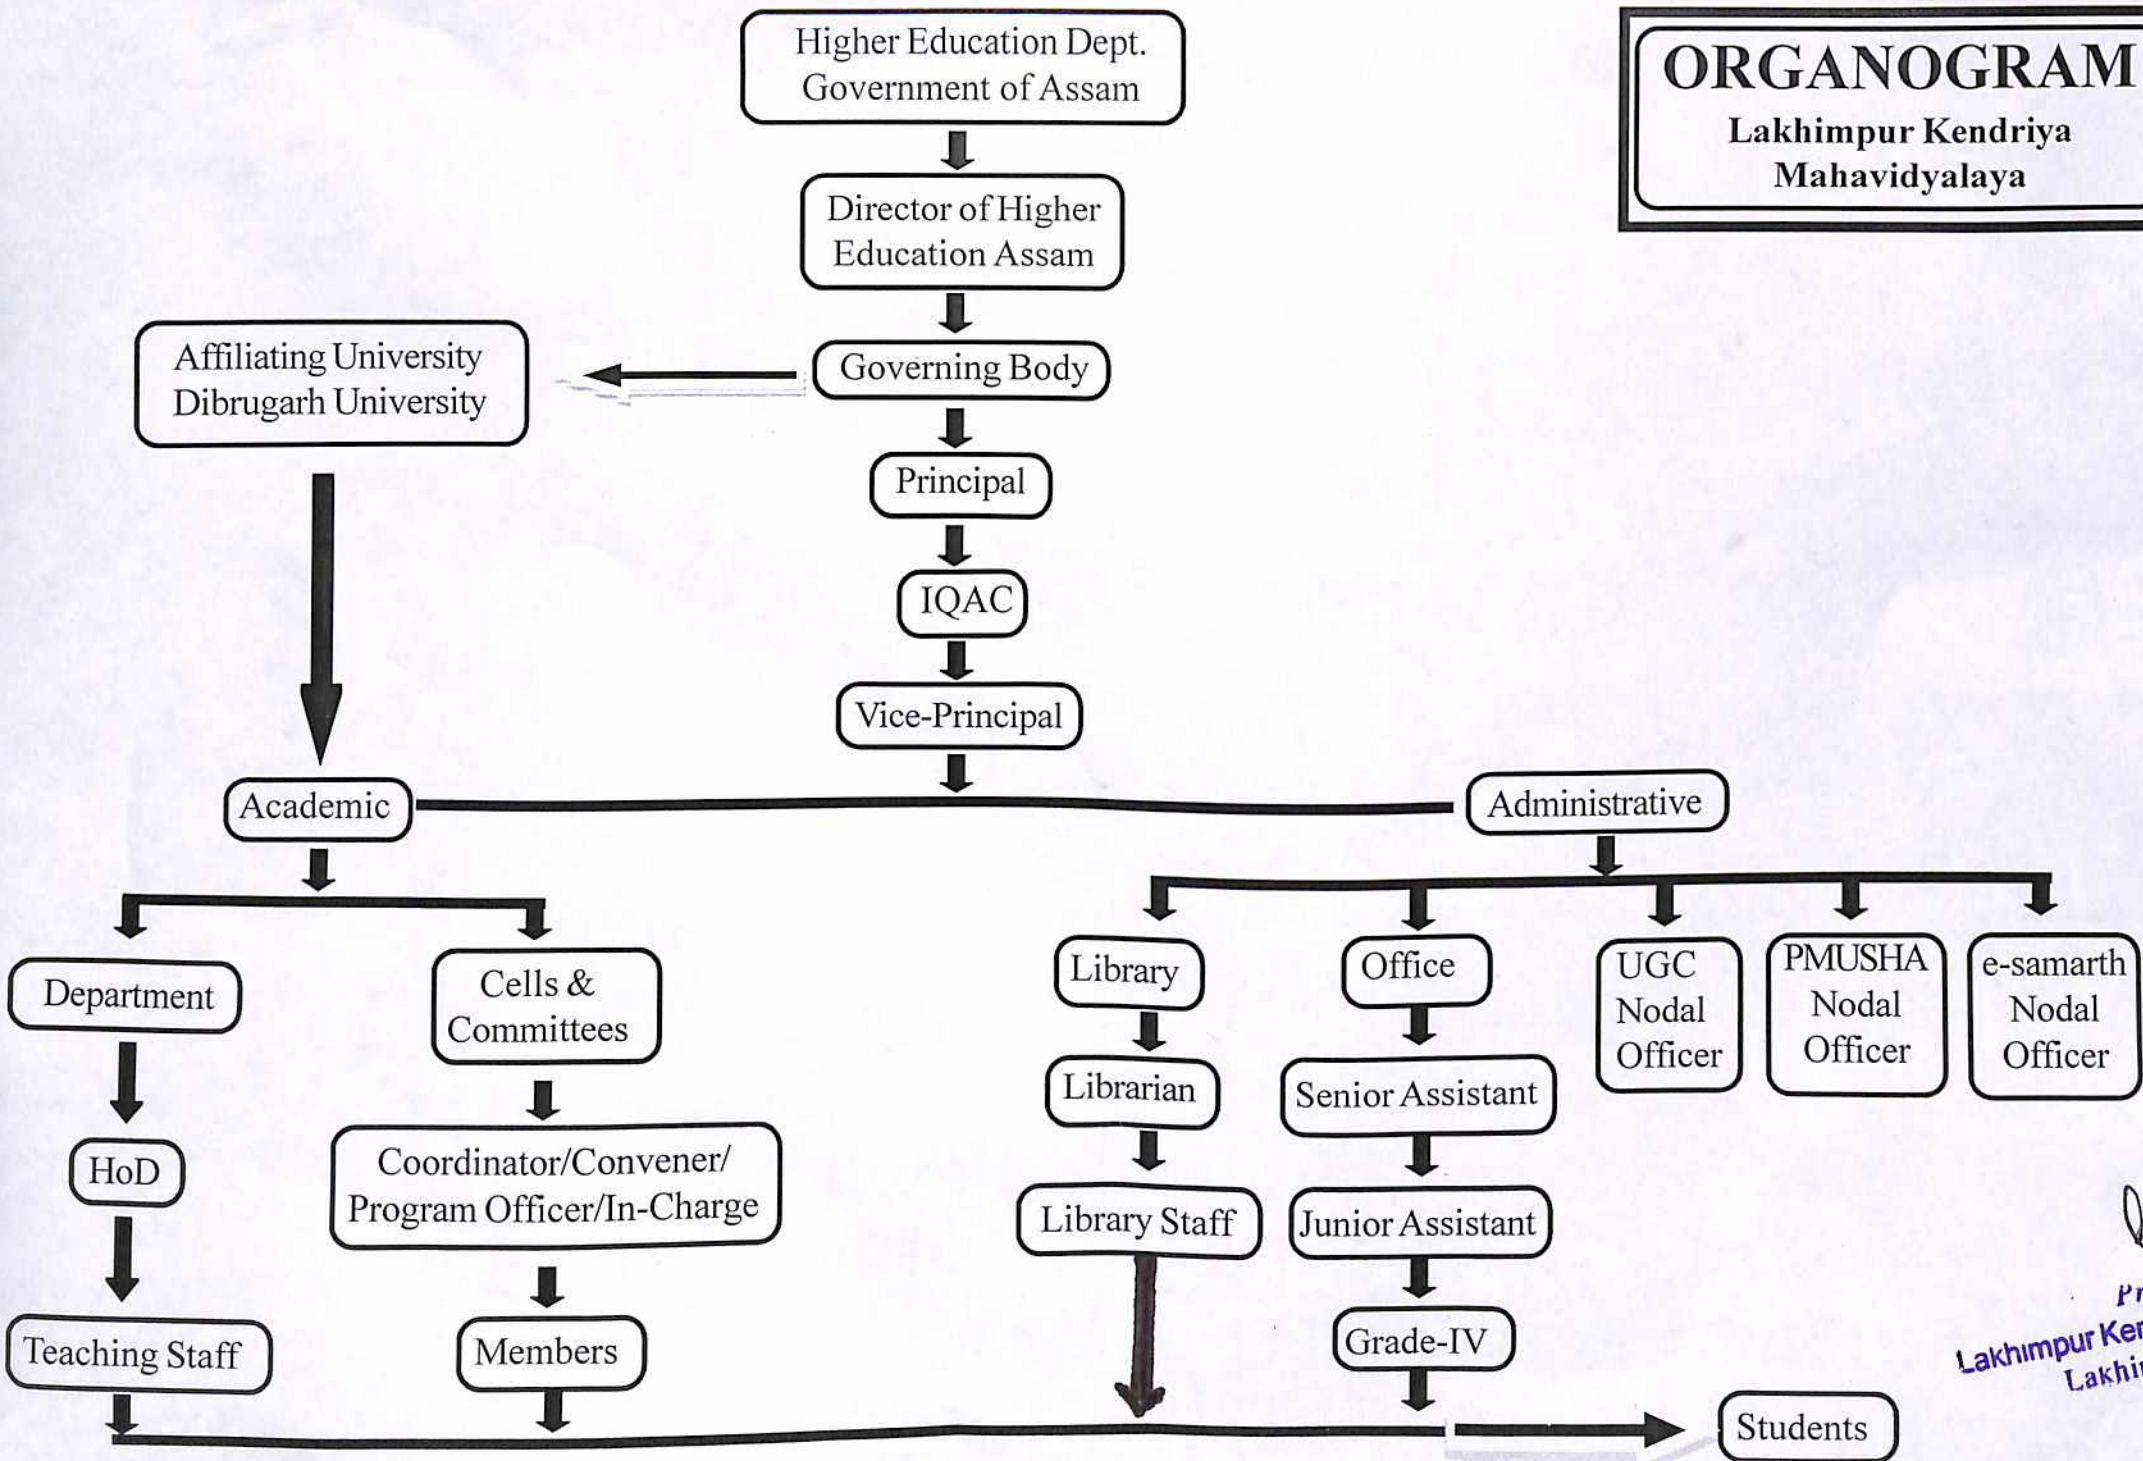 Higher Education Dept.
Government of Assam
ORGANOGRAM
Lakhimpur Kendriya
Mahavidyalaya
Director of Higher
Education Assam
Affiliating University
Dibrugarh University
Governing Body
Principal
IQAC
Vice-Principal
Academic
Administrative
Department
Cells &
Committees
Library
Office
UGC
Nodal
Officer
PMUSHA
Nodal
Officer
e-samarth
Nodal
Officer
HoD
Coordinator/Convener/
Program Officer/In-Charge
Librarian
Senior Assistant
Library Staff
Junior Assistant
Teaching Staff
Members
Grade-IV
Students
Lakhimpur